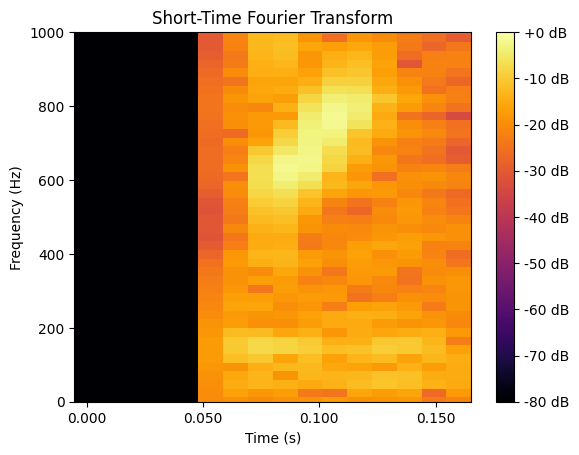 Short-Time Fourier Transform
1000
800
600
400
200
0
Frequency (Hz)
0.000
0.050
0.100
0.150
Time (s)
+0 dB
-10 dB
-20 dB
-30 dB
-40 dB
-50 dB
-60 dB
-70 dB
-80 dB